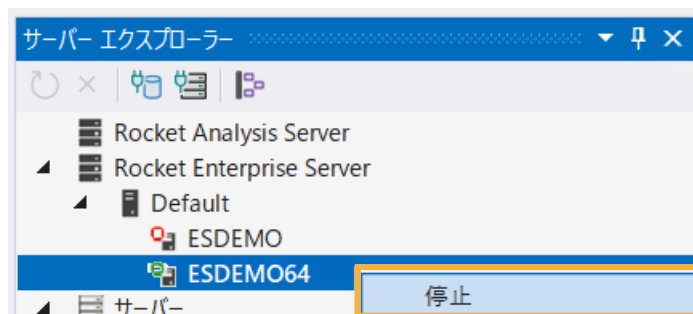 サーバー エクスプローラー
Rocket Analysis Server
Rocket Enterprise Server
Default
ESDEMO
ESDEMO64
停止
サーバー